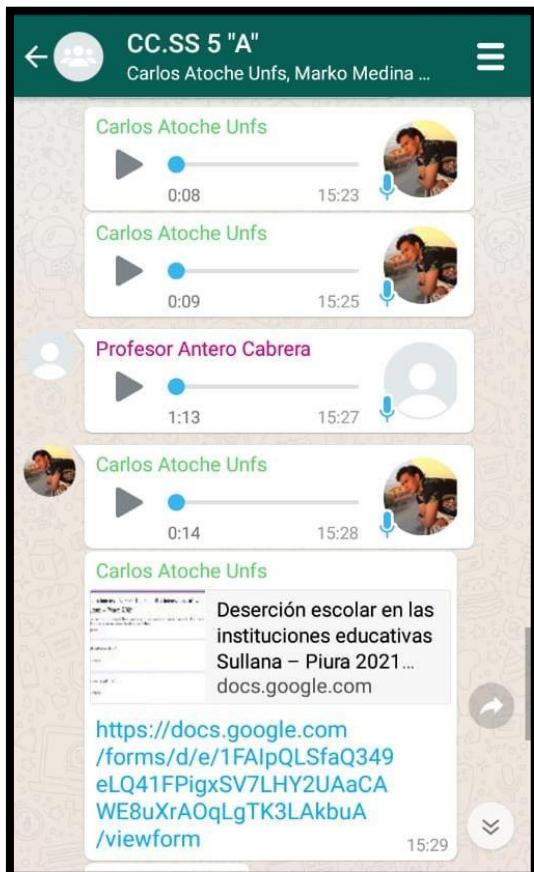 CC.SS 5 "A"
Carlos Atoche Unfs, Marko Medina ...
Carlos Atoche Unfs
0:08 15:23
Carlos Atoche Unfs
0:09 15:25
Profesor Antero Cabrera
1:13 15:27
Carlos Atoche Unfs
0:14 15:28
Carlos Atoche Unfs
Deserción escolar en las
instituciones educativas
Sullana – Piura 2021...
docs.google.com
https://docs.google.com
/forms/d/e/1FAIpQLSfaQ349
eLQ41FPigxSV7LHY2UAaCA
WE8uXrAOqLgTK3LAkbuA
/viewform
15:29